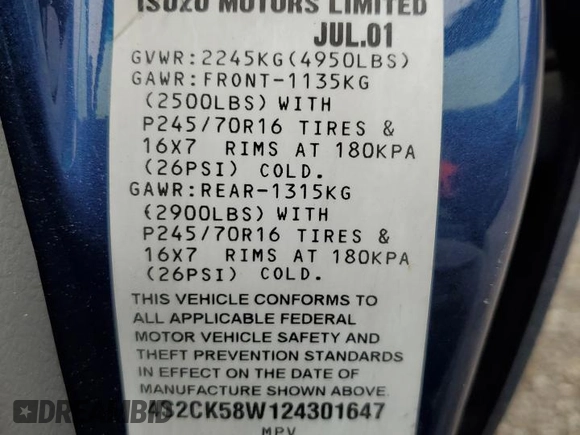 ISUZU MOTORS LIMITED
JUL.01
GVWR:2245KG(4950LBS)
GAWR:FRONT-1135KG
(2500LBS) WITH
P245/70R16 TIRES &
16X7 RIMS AT 180KPA
(26PSI) COLD.
GAWR:REAR-1315KG
(2900LBS) WITH
P245/70R16 TIRES &
16X7 RIMS AT 180KPA
(26PSI) COLD.
THIS VEHICLE CONFORMS TO
ALL APPLICABLE FEDERAL
MOTOR VEHICLE SAFETY AND
THEFT PREVENTION STANDARDS
IN EFFECT ON THE DATE OF
MANUFACTURE SHOWN ABOVE.
4S2CK58W124301647
MPV
AUTOHELPERBOT.COM